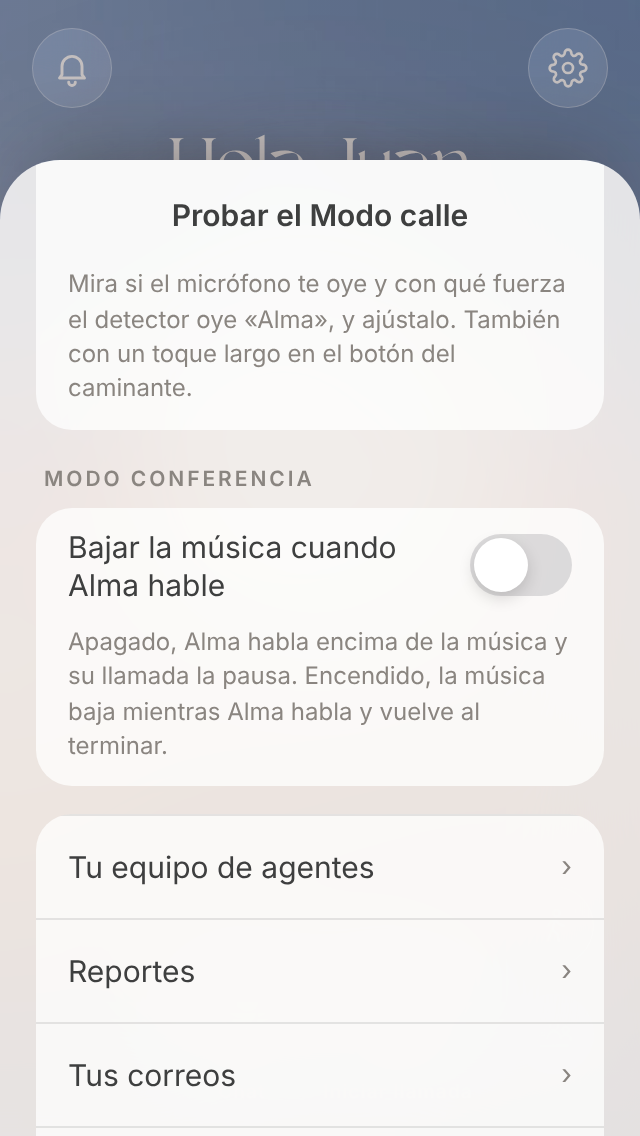 Hola, Juan
Probar el Modo calle
Mira si el micrófono te oye y con qué fuerza
el detector oye «Alma», y ajústalo. También
con un toque largo en el botón del
caminante.
MODO CONFERENCIA
Bajar la música cuando
Alma hable
Apagado, Alma habla encima de la música y
su llamada la pausa. Encendido, la música
baja mientras Alma habla y vuelve al
terminar.
Tu equipo de agentes
›
Reportes
›
Tus correos
›